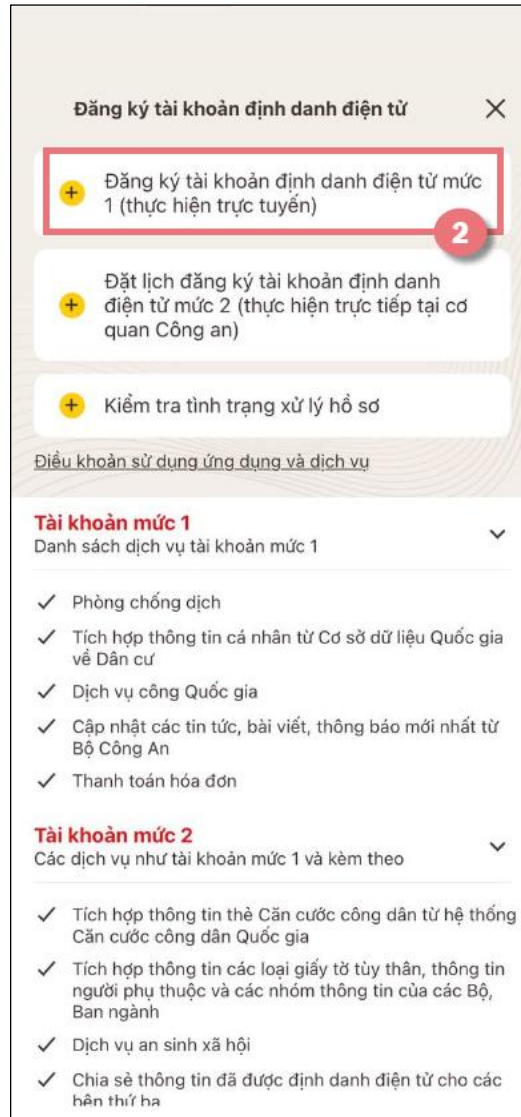 Đăng ký tài khoản định danh điện tử
Đăng ký tài khoản định danh điện tử mức
1 (thực hiện trực tuyến)
2
Đặt lịch đăng ký tài khoản định danh
điện tử mức 2 (thực hiện trực tiếp tại cơ
quan Công an)
Kiểm tra tình trạng xử lý hồ sơ
Điều khoản sử dụng ứng dụng và dịch vụ
Tài khoản mức 1
Danh sách dịch vụ tài khoản mức 1
Phòng chống dịch
Tích hợp thông tin cá nhân từ Cơ sở dữ liệu Quốc gia
về Dân cư
Dịch vụ công Quốc gia
Cập nhật các tin tức, bài viết, thông báo mới nhất từ
Bộ Công An
Thanh toán hóa đơn
Tài khoản mức 2
Các dịch vụ như tài khoản mức 1 và kèm theo
Tích hợp thông tin thẻ Căn cước công dân từ hệ thống
Căn cước công dân Quốc gia
Tích hợp thông tin các loại giấy tờ tùy thân, thông tin
người phụ thuộc và các nhóm thông tin của các Bộ,
Ban ngành
Dịch vụ an sinh xã hội
Chia sẻ thông tin đã được định danh điện tử cho các
bên thứ ba